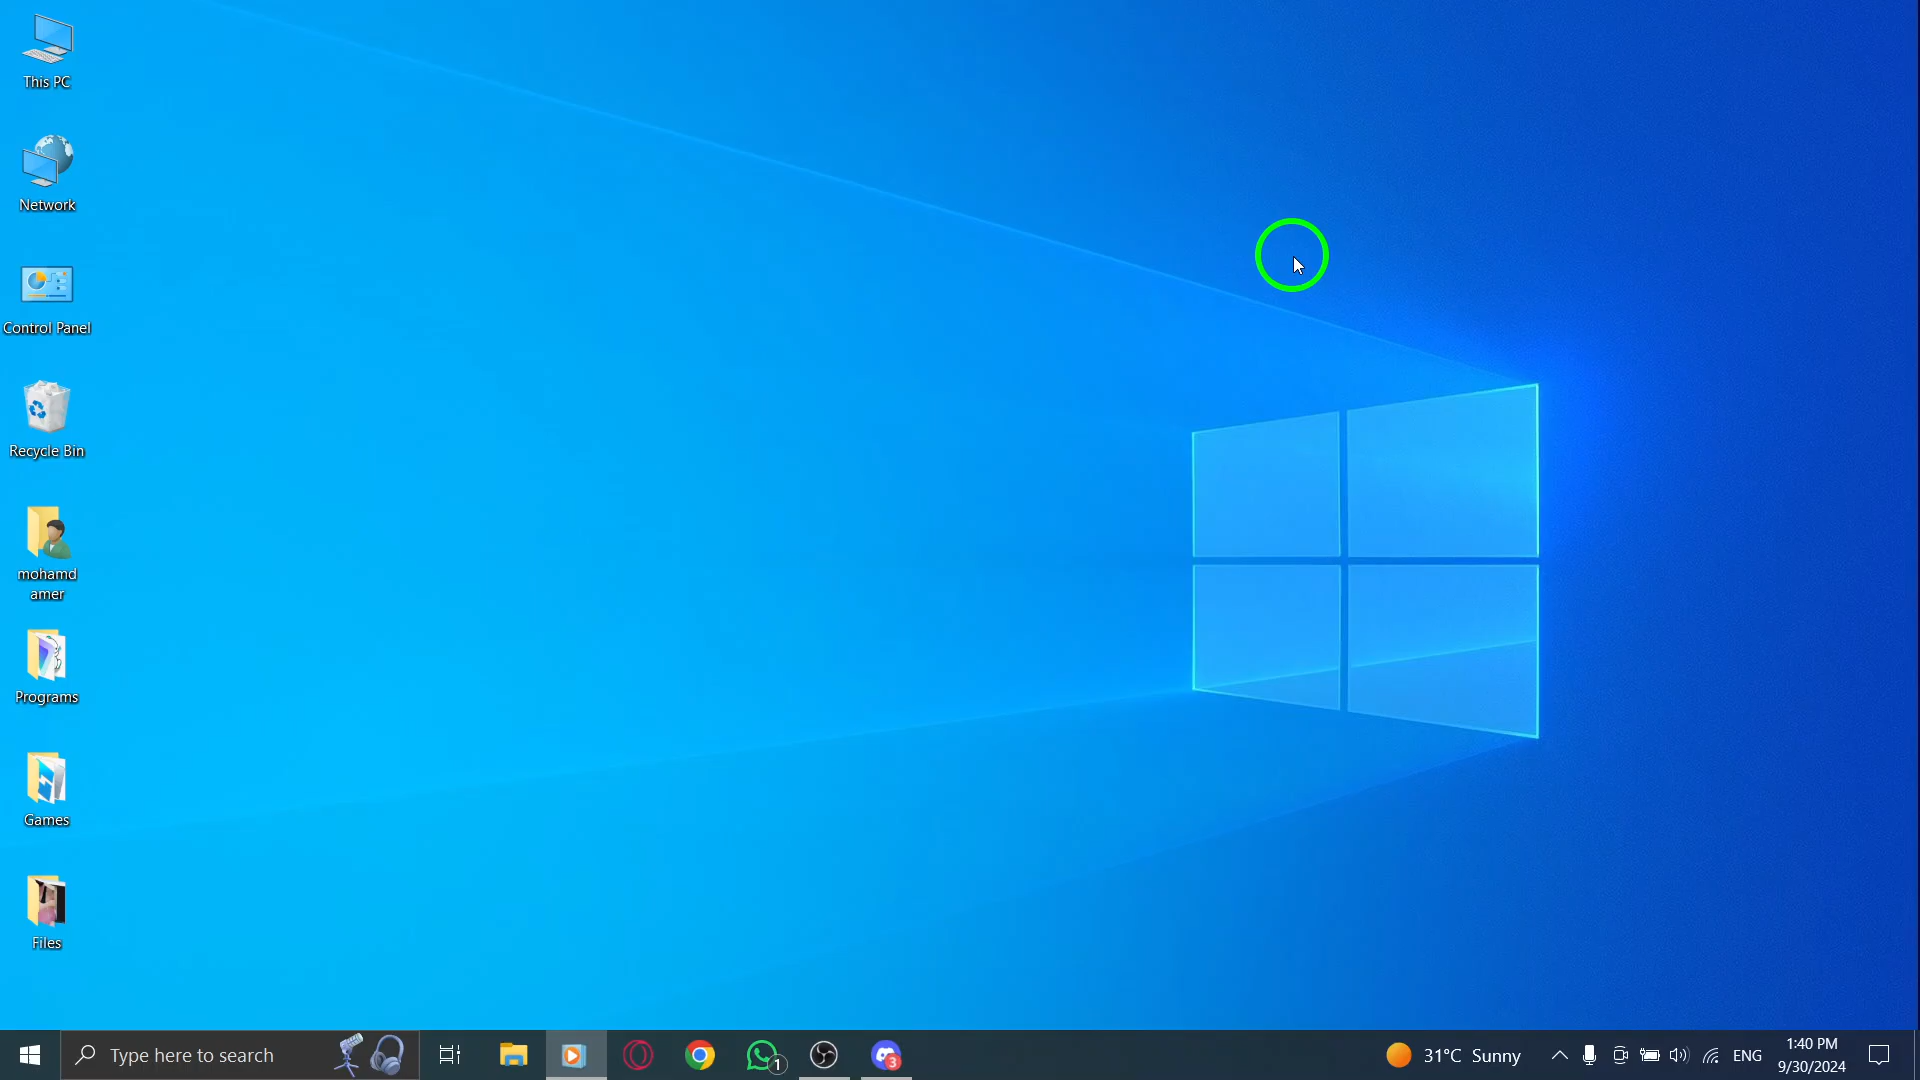 This PC
Network
Control Panel
Recycle Bin
mohamd
amer
Programs
Games
Files
Type here to search
1
3
31°C Sunny
ENG
1:40 PM
9/30/2024